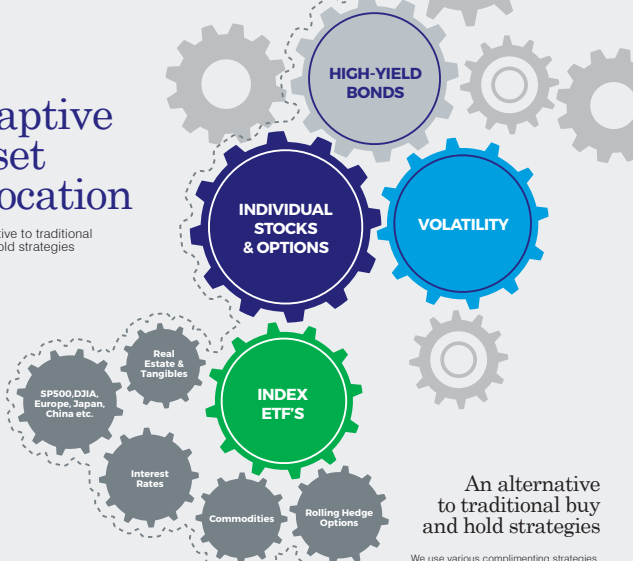 aptive
set
ocation
tive to traditional
old strategies
HIGH-YIELD
BONDS
INDIVIDUAL
STOCKS
& OPTIONS
VOLATILITY
Real
Estate &
Tangibles
SP500,DJIA,
Europe, Japan,
China etc.
INDEX
ETF'S
Interest
Rates
Commodities
Rolling Hedge
Options
An alternative
to traditional buy
and hold strategies
We use various complimenting strategies